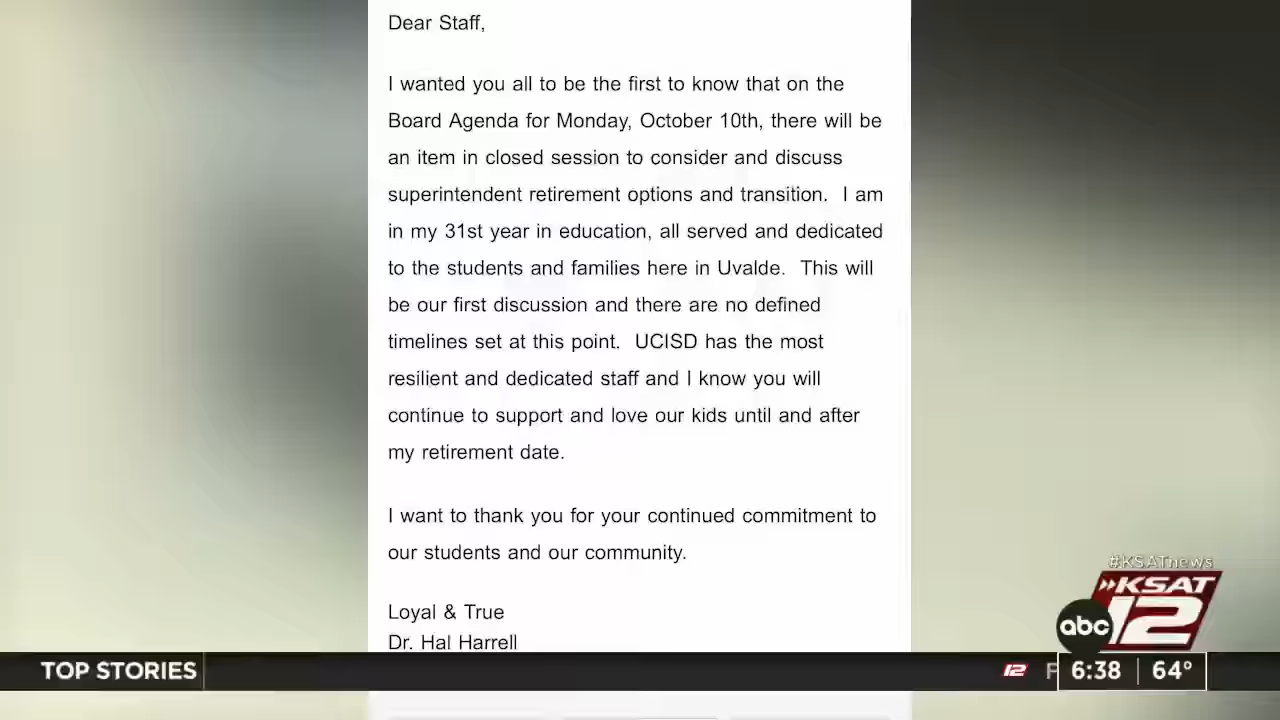 Dear Staff,
I wanted you all to be the first to know that on the
Board Agenda for Monday, October 10th, there will be
an item in closed session to consider and discuss
superintendent retirement options and transition. I am
in my 31st year in education, all served and dedicated
to the students and families here in Uvalde. This will
be our first discussion and there are no defined
timelines set at this point. UCISD has the most
resilient and dedicated staff and I know you will
continue to support and love our kids until and after
my retirement date.
I want to thank you for your continued commitment to
our students and our community.
Loyal & True
Dr. Hal Harrell
#KSATnews
KSAT
abc 12
TOP STORIES
12 F 6:38 64°